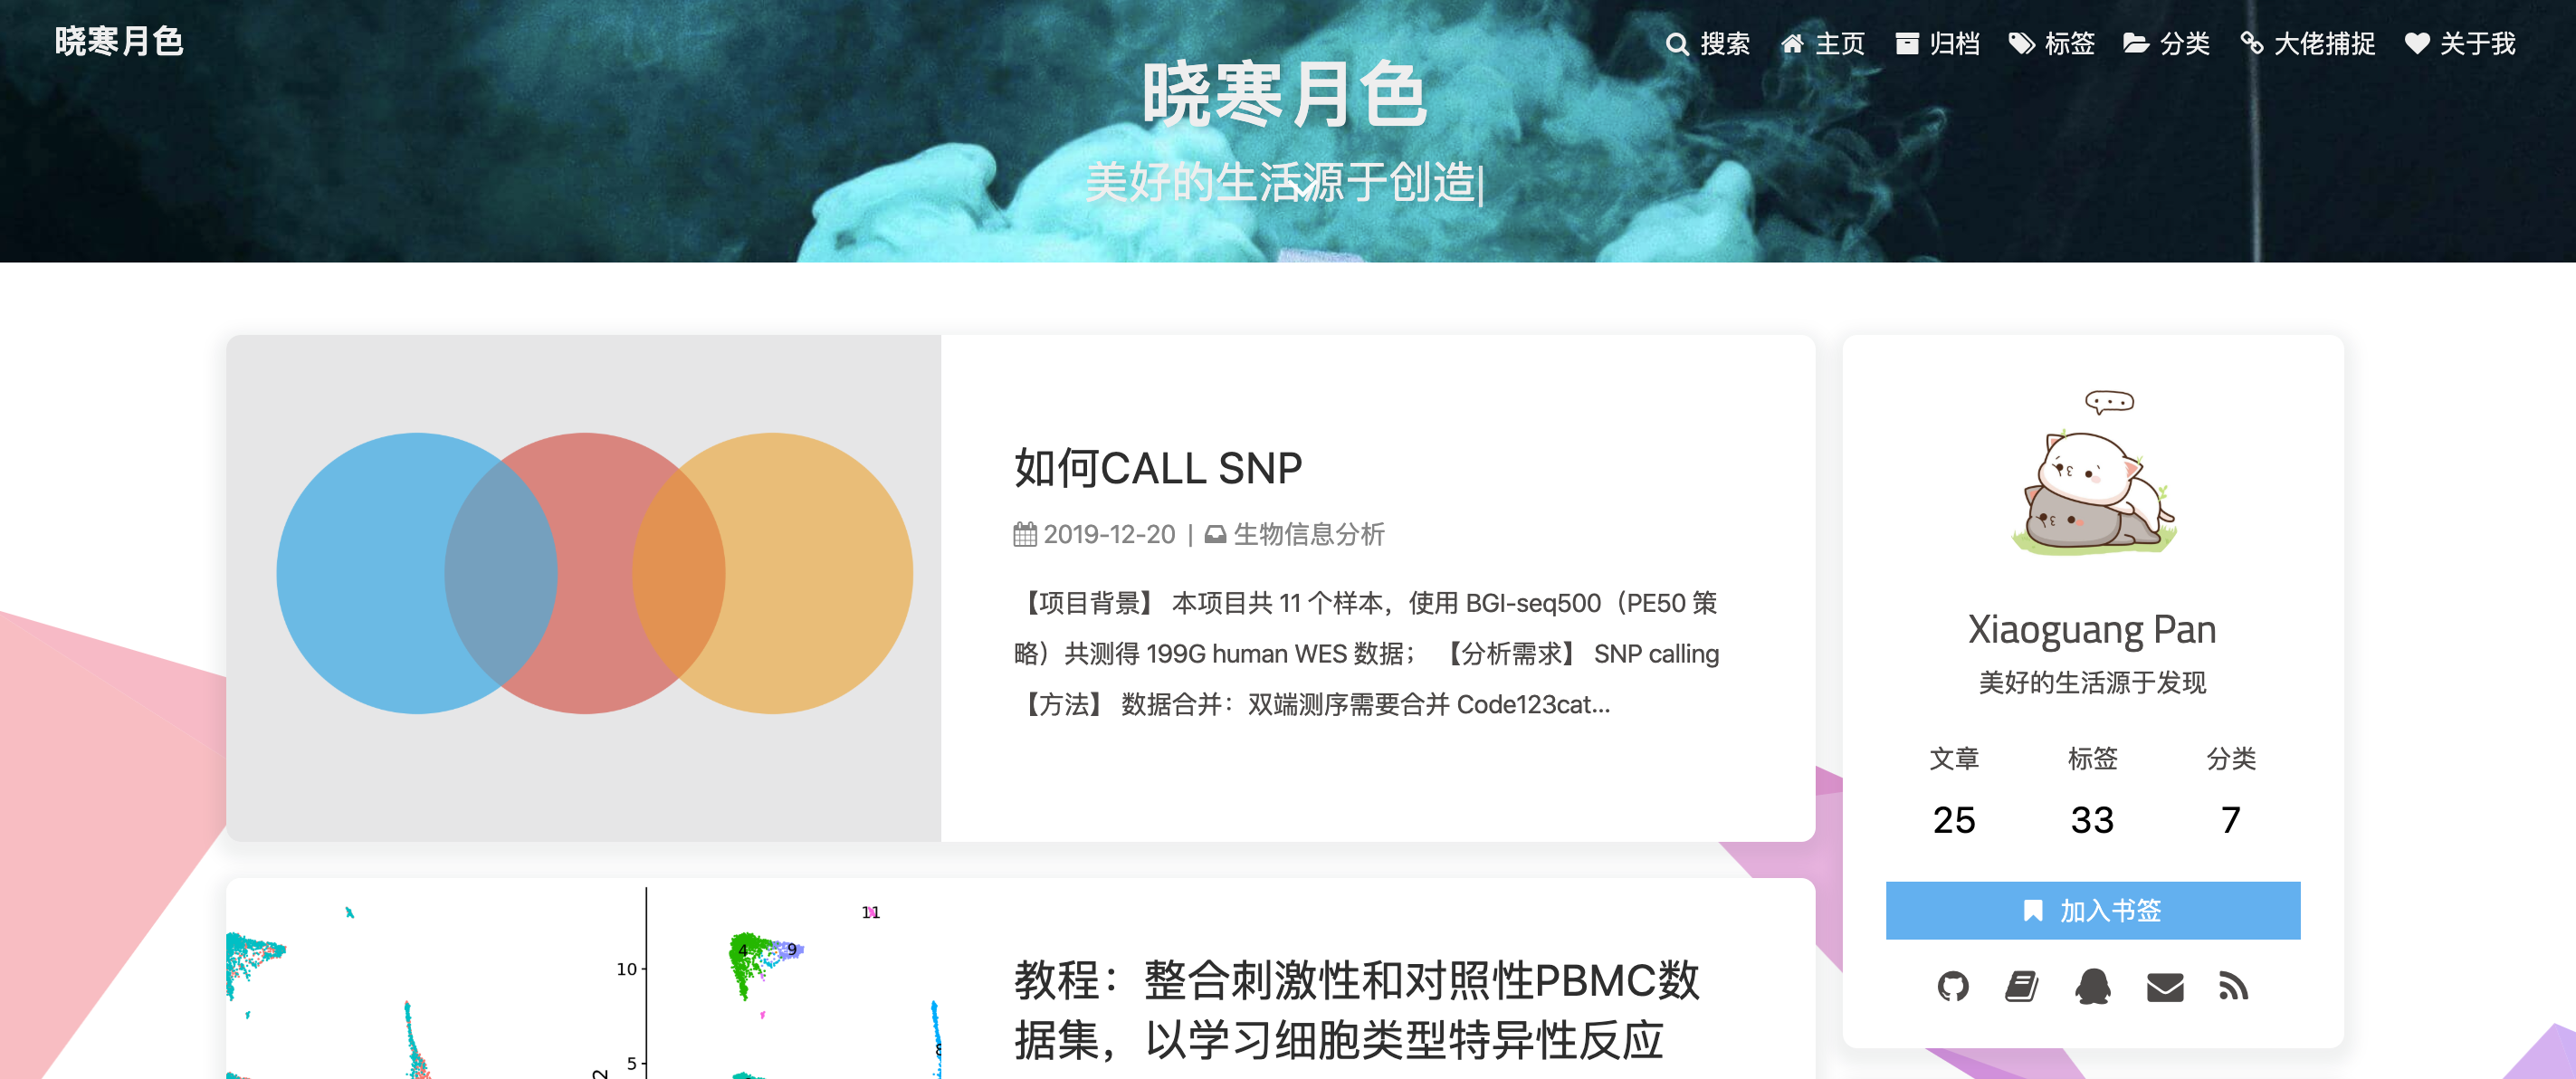 晓寒月色
搜索 主页 归档 标签 分类 大佬捕捉 关于我
晓寒月色
美好的生活源于创造|
如何CALL SNP
2019-12-20 | 生物信息分析
【项目背景】 本项目共 11 个样本，使用 BGI-seq500（PE50 策
略）共测得 199G human WES 数据； 【分析需求】 SNP calling
【方法】 数据合并：双端测序需要合并 Code123cat...
Xiaoguang Pan
美好的生活源于发现
文章 标签 分类
25 33 7
加入书签
11
4 9
10
5
2
8
教程：整合刺激性和对照性PBMC数
据集，以学习细胞类型特异性反应